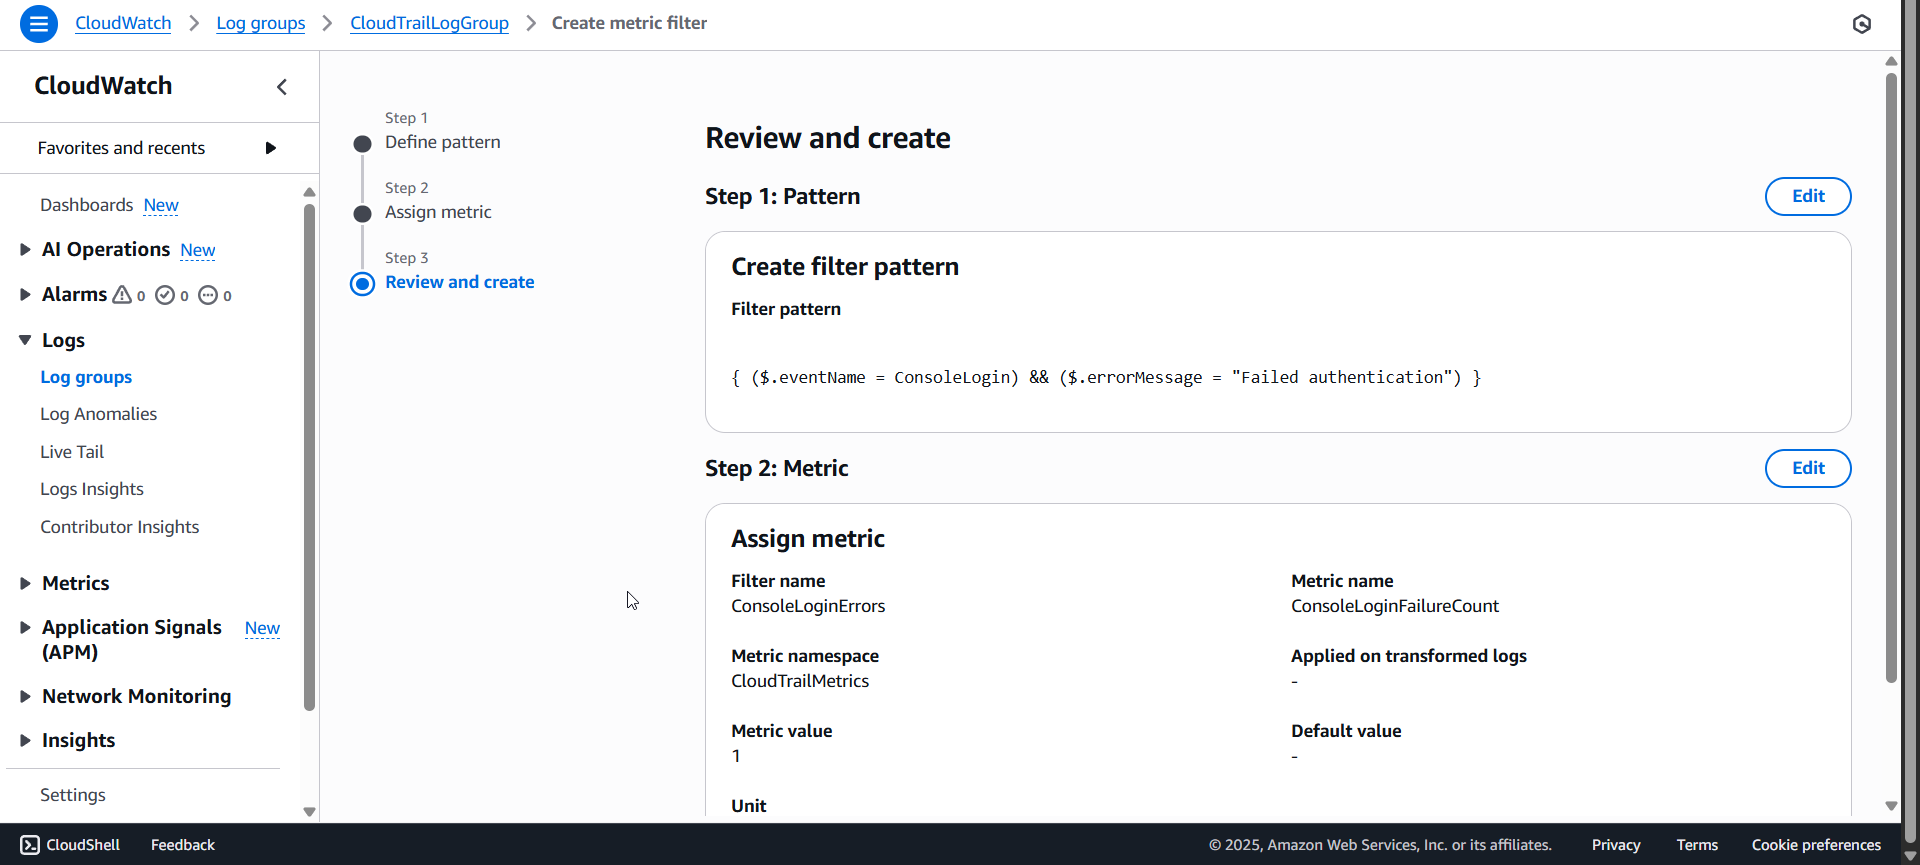 CloudWatch > Log groups > CloudTrailLogGroup > Create metric filter
CloudWatch
Favorites and recents
Dashboards New
AI Operations New
Alarms 0 0 0
Logs
Log groups
Log Anomalies
Live Tail
Logs Insights
Contributor Insights
Metrics
Application Signals New
(APM)
Network Monitoring
Insights
Settings
Step 1
Define pattern
Step 2
Assign metric
Step 3
Review and create
Review and create
Step 1: Pattern
Edit
Create filter pattern
Filter pattern
{ ($.eventName = ConsoleLogin) && ($.errorMessage = "Failed authentication") }
Step 2: Metric
Edit
Assign metric
Filter name
ConsoleLoginErrors
Metric name
ConsoleLoginFailureCount
Metric namespace
CloudTrailMetrics
Applied on transformed logs
-
Metric value
1
Default value
-
Unit
CloudShell
Feedback
© 2025, Amazon Web Services, Inc. or its affiliates.
Privacy
Terms
Cookie preferences